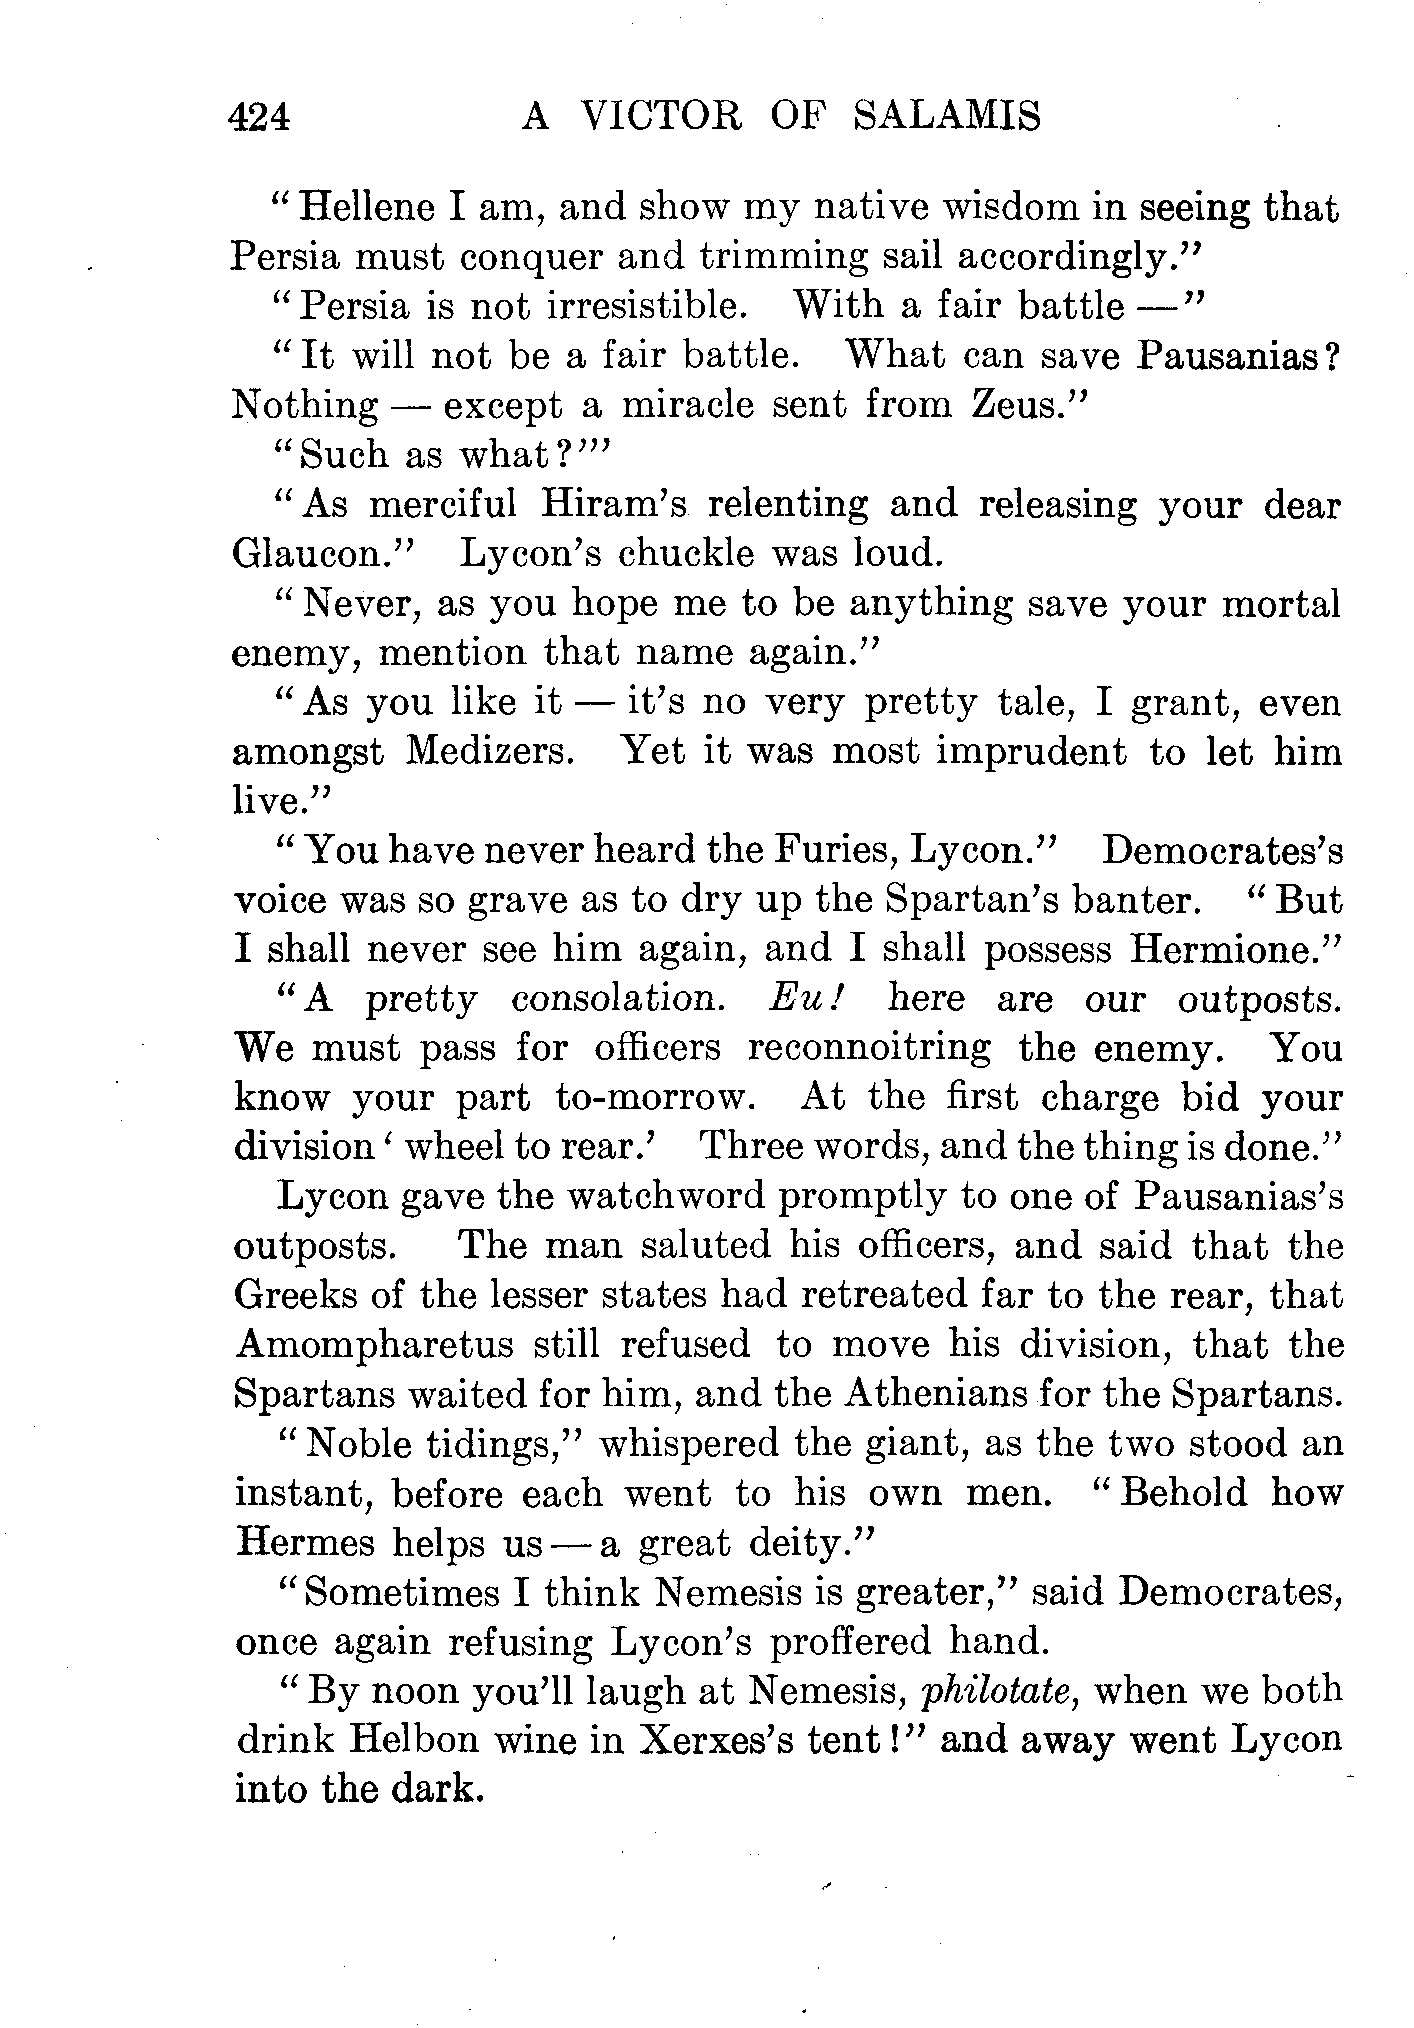 424 A VICTOR OF SALAMIS
“Hellene I am, and show my native wisdom in seeing that
Persia must conquer and trimming sail accordingly.”
“Persia is not irresistible. With a fair battle —”
“It will not be a fair battle. What can save Pausanias?
Nothing — except a miracle sent from Zeus.”
“Such as what?’”
“As merciful Hiram’s relenting and releasing your dear
Glaucon.” Lycon’s chuckle was loud.
“Never, as you hope me to be anything save your mortal
enemy, mention that name again.”
“As you like it — it’s no very pretty tale, I grant, even
amongst Medizers. Yet it was most imprudent to let him
live.”
“You have never heard the Furies, Lycon.” Democrates’s
voice was so grave as to dry up the Spartan’s banter. “But
I shall never see him again, and I shall possess Hermione.”
“A pretty consolation. Eu! here are our outposts.
We must pass for officers reconnoitring the enemy. You
know your part to-morrow. At the first charge bid your
division ‘wheel to rear.’ Three words, and the thing is done.”
Lycon gave the watchword promptly to one of Pausanias’s
outposts. The man saluted his officers, and said that the
Greeks of the lesser states had retreated far to the rear, that
Amompharetus still refused to move his division, that the
Spartans waited for him, and the Athenians for the Spartans.
“Noble tidings,” whispered the giant, as the two stood an
instant, before each went to his own men. “Behold how
Hermes helps us — a great deity.”
“Sometimes I think Nemesis is greater,” said Democrates,
once again refusing Lycon’s proffered hand.
“By noon you’ll laugh at Nemesis, philotate, when we both
drink Helbon wine in Xerxes’s tent!” and away went Lycon
into the dark.